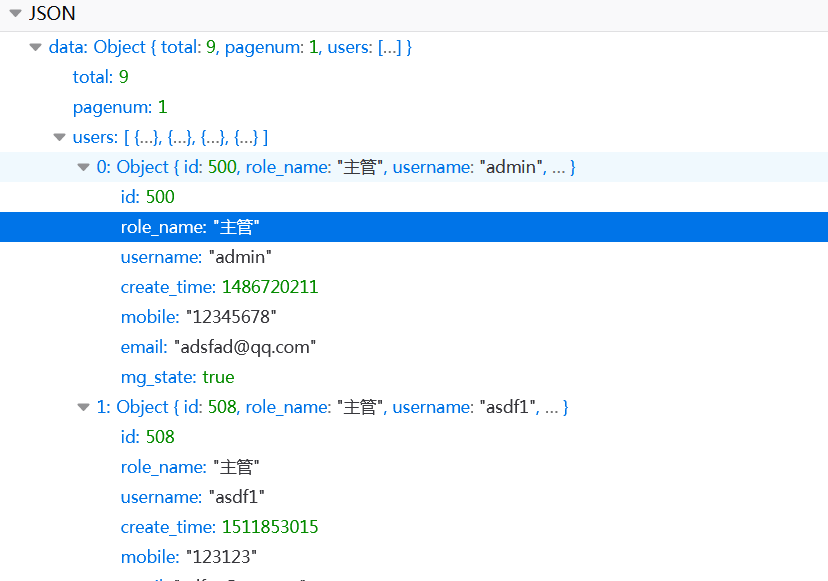 JSON
data: Object { total: 9, pagenum: 1, users: […] }
total: 9
pagenum: 1
users: [ {…}, {…}, {…}, {…} ]
0: Object { id: 500, role_name: "主管", username: "admin", … }
id: 500
role_name: "主管"
username: "admin"
create_time: 1486720211
mobile: "12345678"
email: "adsfad@qq.com"
mg_state: true
1: Object { id: 508, role_name: "主管", username: "asdf1", … }
id: 508
role_name: "主管"
username: "asdf1"
create_time: 1511853015
mobile: "123123"